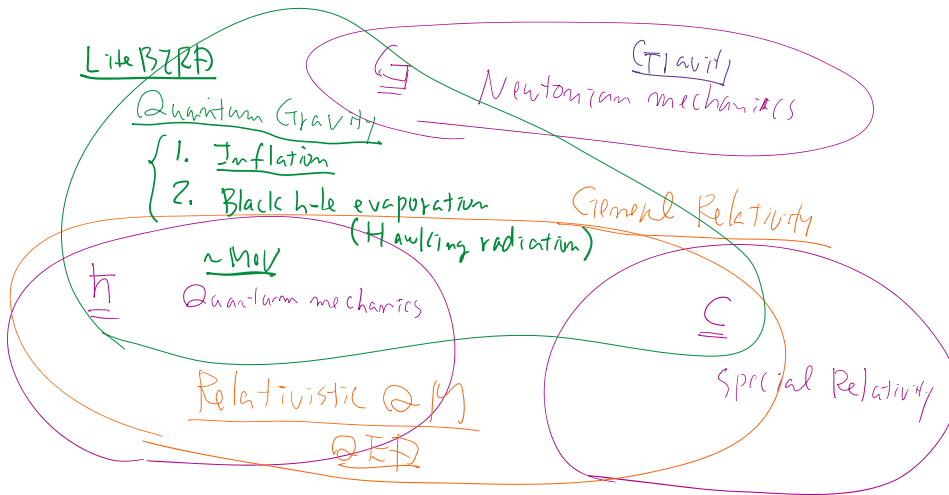 LiteBIRD
G
Gravity
Newtonian mechanics
Quantum Gravity
1. Inflation
2. Black hole evaporation
(Hawking radiation)
General Relativity
~MeV
ħ
Quantum mechanics
C
Special Relativity
Relativistic QM
QED